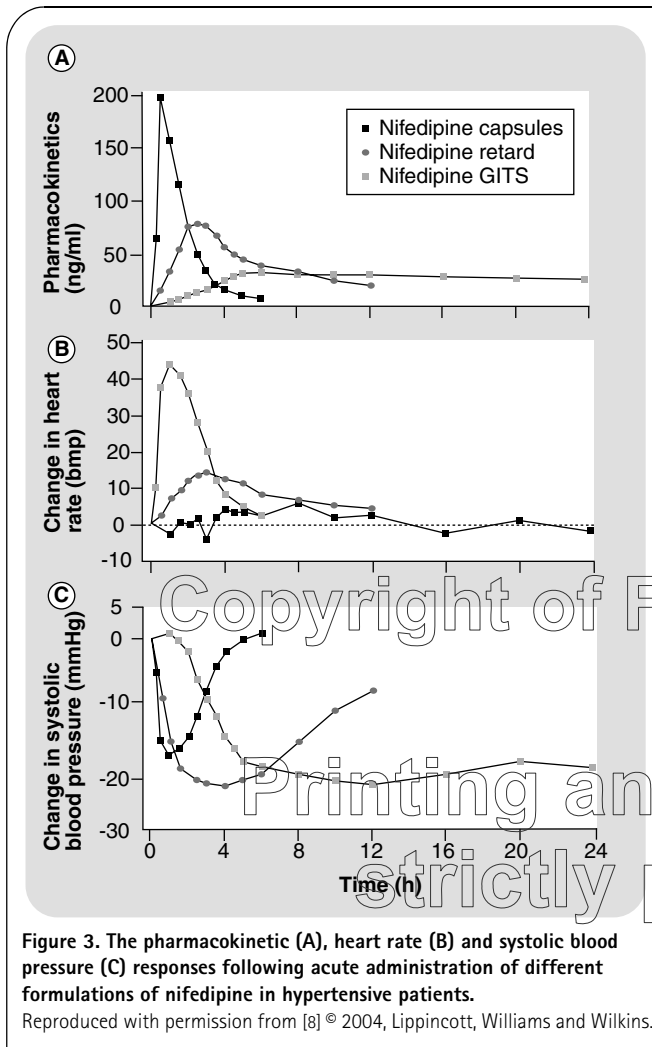 A
Pharmacokinetics
(ng/ml)
200
150
100
50
0
Nifedipine capsules
Nifedipine retard
Nifedipine GITS
B
Change in heart
rate (bmp)
50
40
30
20
10
0
-10
C
Change in systolic
blood pressure (mmHg)
5
0
-10
-20
-30
0 4 8 12 16 20 24
Time (h)
Copyright of F
Printing an
strictly p
Figure 3. The pharmacokinetic (A), heart rate (B) and systolic blood
pressure (C) responses following acute administration of different
formulations of nifedipine in hypertensive patients.
Reproduced with permission from [8] © 2004, Lippincott, Williams and Wilkins.